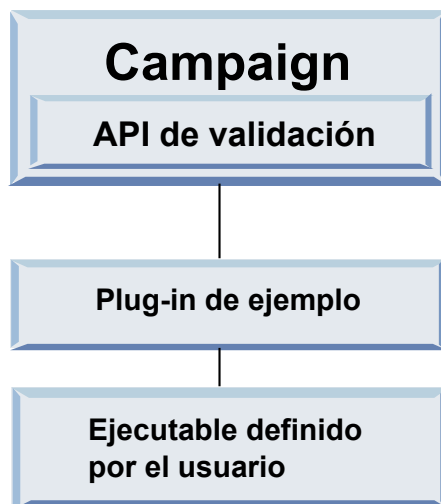 Campaign
API de validación
Plug-in de ejemplo
Ejecutable definido
por el usuario